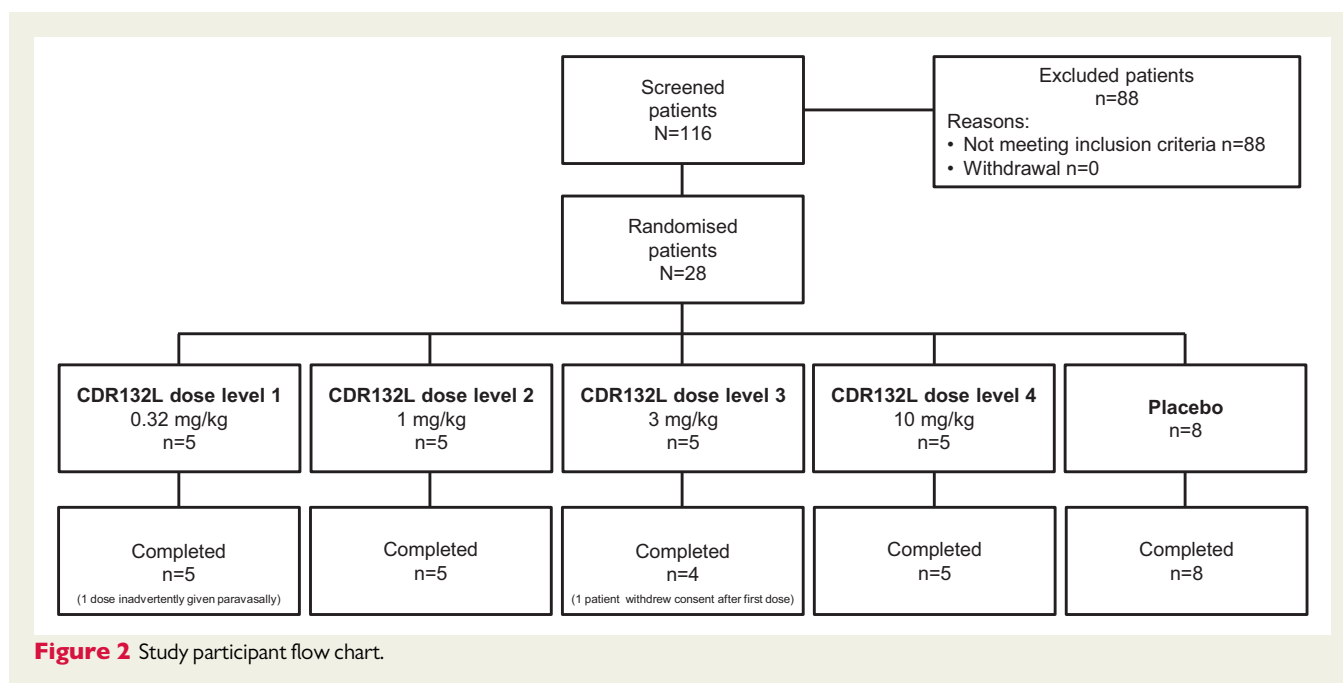 Screened
patients
N=116
Excluded patients
n=88
Reasons:
• Not meeting inclusion criteria n=88
• Withdrawal n=0
Randomised
patients
N=28
CDR132L dose level 1
0.32 mg/kg
n=5
CDR132L dose level 2
1 mg/kg
n=5
CDR132L dose level 3
3 mg/kg
n=5
CDR132L dose level 4
10 mg/kg
n=5
Placebo
n=8
Completed
n=5
(1 dose inadvertently given paravasally)
Completed
n=5
Completed
n=4
(1 patient withdrew consent after first dose)
Completed
n=5
Completed
n=8
Figure 2 Study participant flow chart.